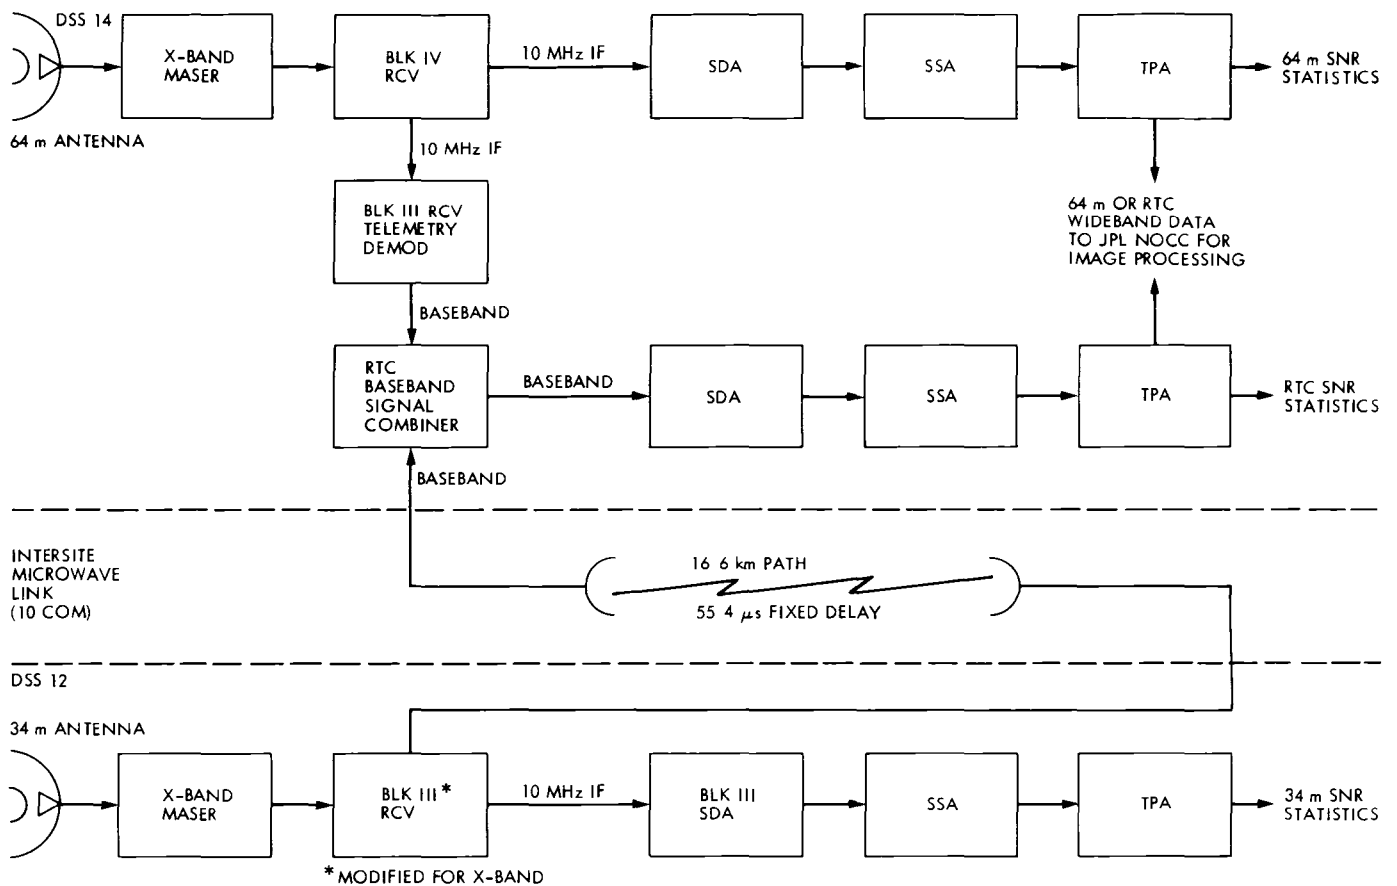 DSS 14
64 m ANTENNA
X-BAND
MASER
BLK IV
RCV
10 MHz IF
SDA
SSA
TPA
64 m SNR
STATISTICS
10 MHz IF
BLK III RCV
TELEMETRY
DEMOD
64 m OR RTC
WIDEBAND DATA
TO JPL NOCC FOR
IMAGE PROCESSING
BASEBAND
RTC
BASEBAND
SIGNAL
COMBINER
BASEBAND
SDA
SSA
TPA
RTC SNR
STATISTICS
BASEBAND
INTERSITE
MICROWAVE
LINK
(10 COM)
16 6 km PATH
55 4 μs FIXED DELAY
DSS 12
34 m ANTENNA
X-BAND
MASER
BLK III*
RCV
10 MHz IF
BLK III
SDA
SSA
TPA
34 m SNR
STATISTICS
*MODIFIED FOR X-BAND